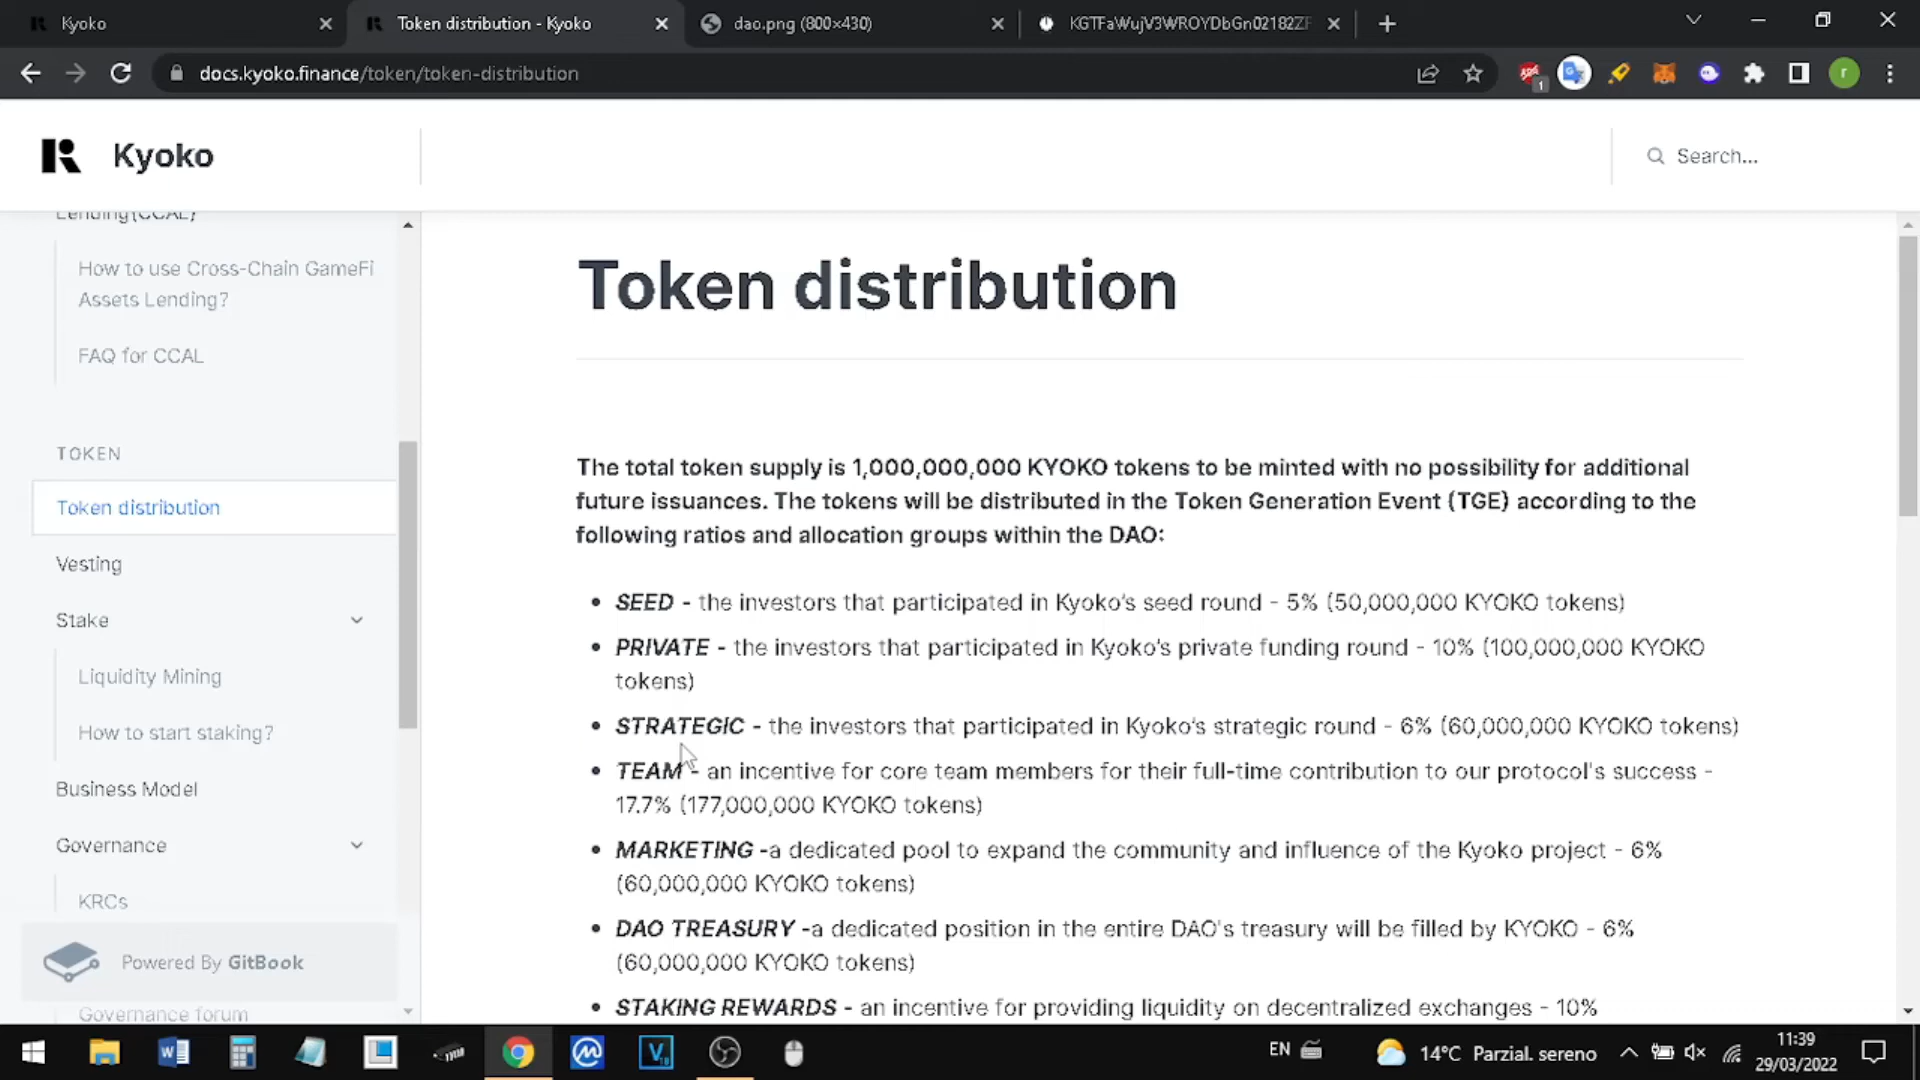 Kyoko
Token distribution - Kyoko
dao.png (800×430)
KGTFaWujV3WROYDbGn02182ZF
docs.kyoko.finance/token/token-distribution
1
r
Kyoko
Search...
Lending(CCAL)
How to use Cross-Chain GameFi
Assets Lending?
FAQ for CCAL
TOKEN
Token distribution
Vesting
Stake
Liquidity Mining
How to start staking?
Business Model
Governance
KRCs
Powered By GitBook
Governance forum
Token distribution
The total token supply is 1,000,000,000 KYOKO tokens to be minted with no possibility for additional
future issuances. The tokens will be distributed in the Token Generation Event (TGE) according to the
following ratios and allocation groups within the DAO:
• SEED - the investors that participated in Kyoko's seed round - 5% (50,000,000 KYOKO tokens)
• PRIVATE - the investors that participated in Kyoko's private funding round - 10% (100,000,000 KYOKO
tokens)
• STRATEGIC - the investors that participated in Kyoko's strategic round - 6% (60,000,000 KYOKO tokens)
• TEAM - an incentive for core team members for their full-time contribution to our protocol's success -
17.7% (177,000,000 KYOKO tokens)
• MARKETING -a dedicated pool to expand the community and influence of the Kyoko project - 6%
(60,000,000 KYOKO tokens)
• DAO TREASURY -a dedicated position in the entire DAO's treasury will be filled by KYOKO - 6%
(60,000,000 KYOKO tokens)
• STAKING REWARDS - an incentive for providing liquidity on decentralized exchanges - 10%
EN
14°C Parzial. sereno
11:39
29/03/2022